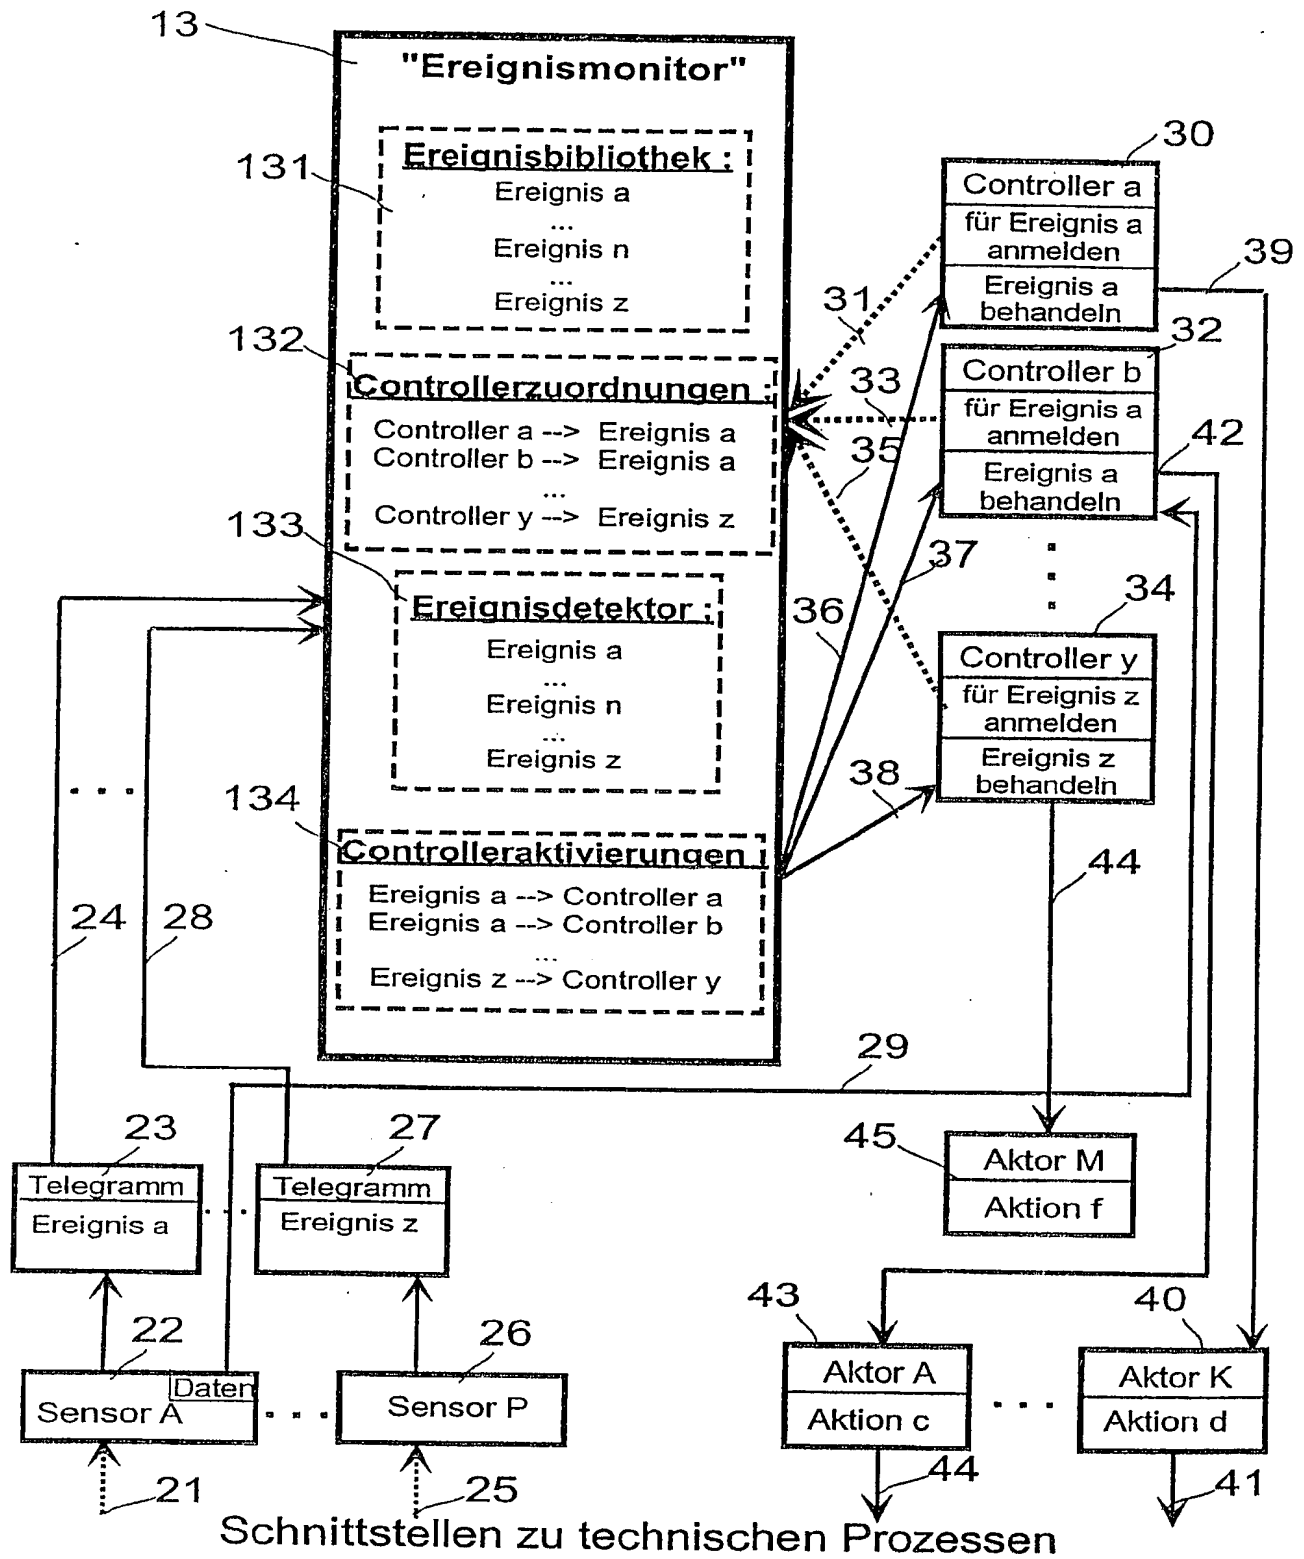 13
"Ereignismonitor"
131
Ereignisbibliothek :
Ereignis a
...
Ereignis n
...
Ereignis z
132
Controllerzuordnungen :
Controller a --> Ereignis a
Controller b --> Ereignis a
...
Controller y --> Ereignis z
133
Ereignisdetektor :
Ereignis a
...
Ereignis n
...
Ereignis z
134
Controlleraktivierungen :
Ereignis a --> Controller a
Ereignis a --> Controller b
...
Ereignis z --> Controller y
30
Controller a
für Ereignis a
anmelden
Ereignis a
behandeln
39
31
32
Controller b
für Ereignis a
anmelden
Ereignis a
behandeln
33
35
42
37
36
34
Controller y
für Ereignis z
anmelden
Ereignis z
behandeln
38
44
24
28
29
23
Telegramm
Ereignis a
27
Telegramm
Ereignis z
45
Aktor M
Aktion f
22
Daten
Sensor A
26
Sensor P
43
Aktor A
Aktion c
40
Aktor K
Aktion d
21
25
44
41
Schnittstellen zu technischen Prozessen